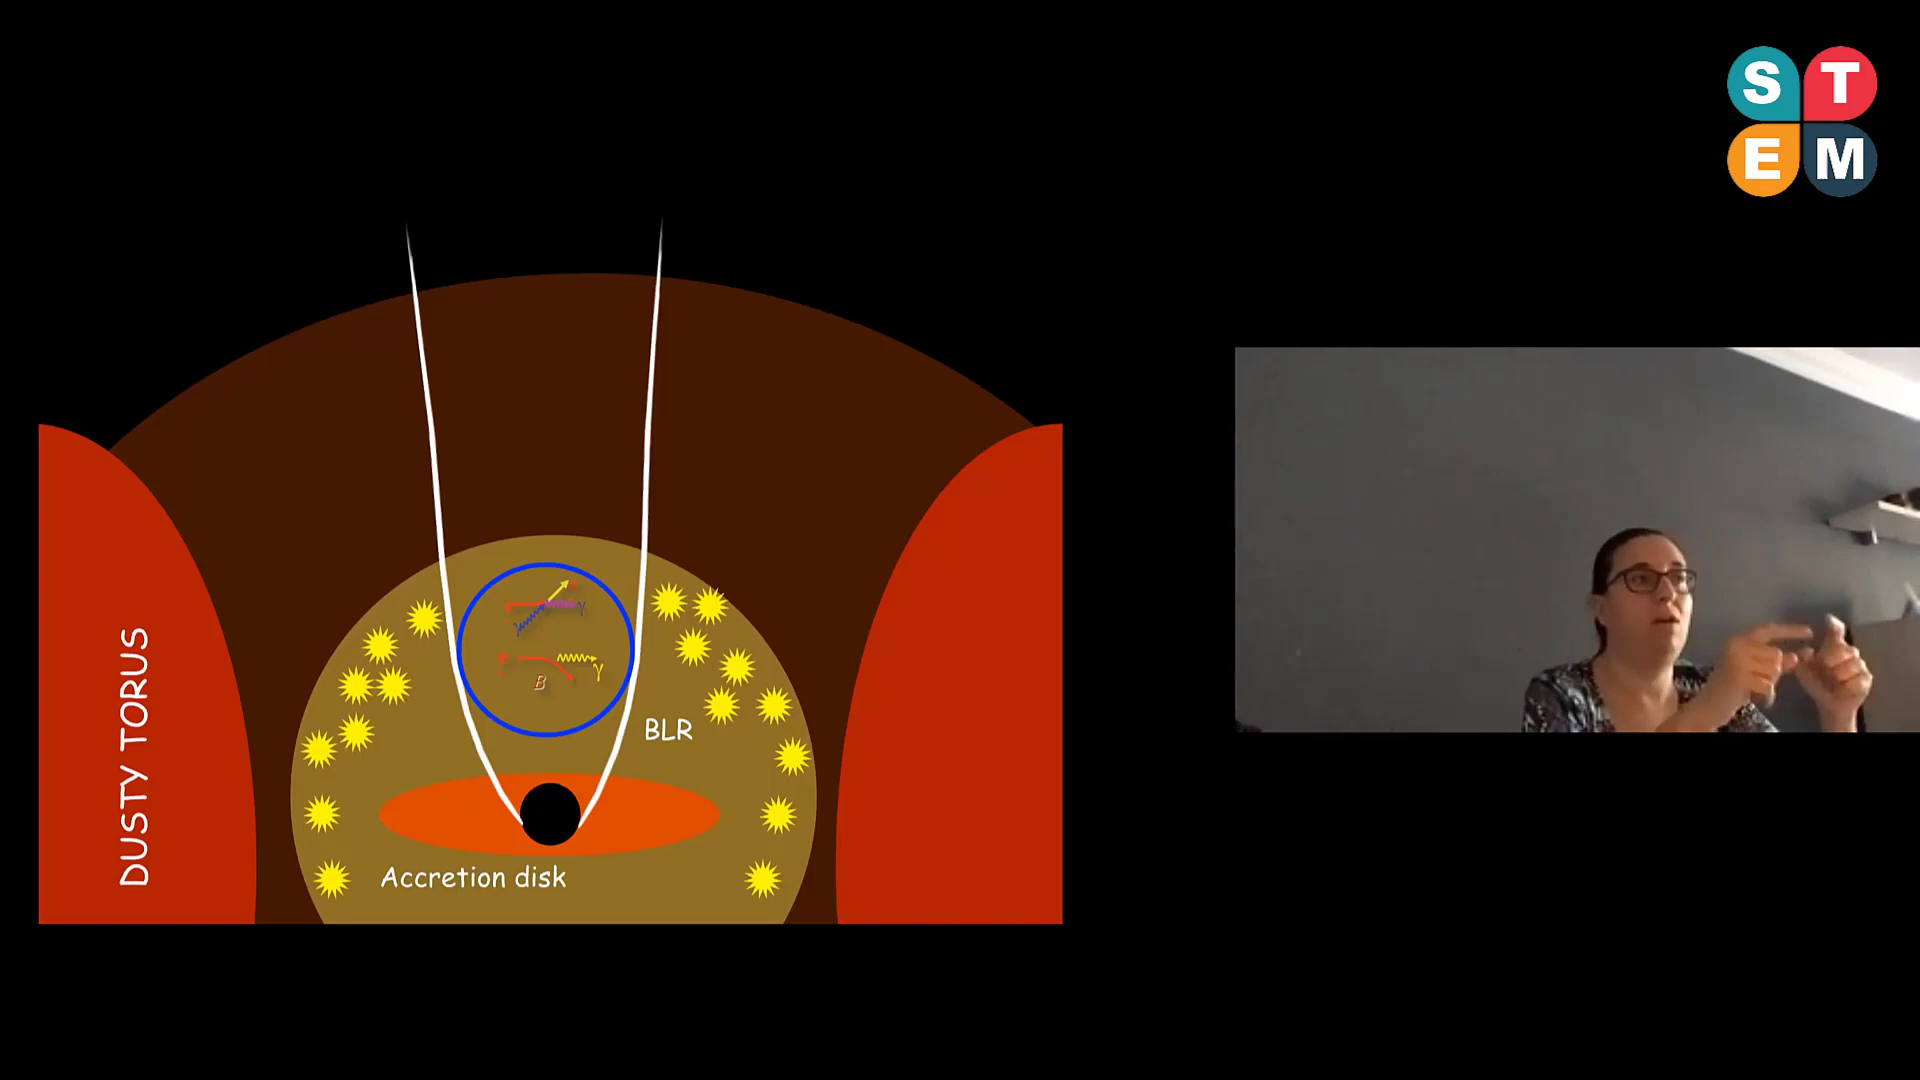 S T
E M
γ
e γ
B
BLR
DUSTY TORUS
Accretion disk